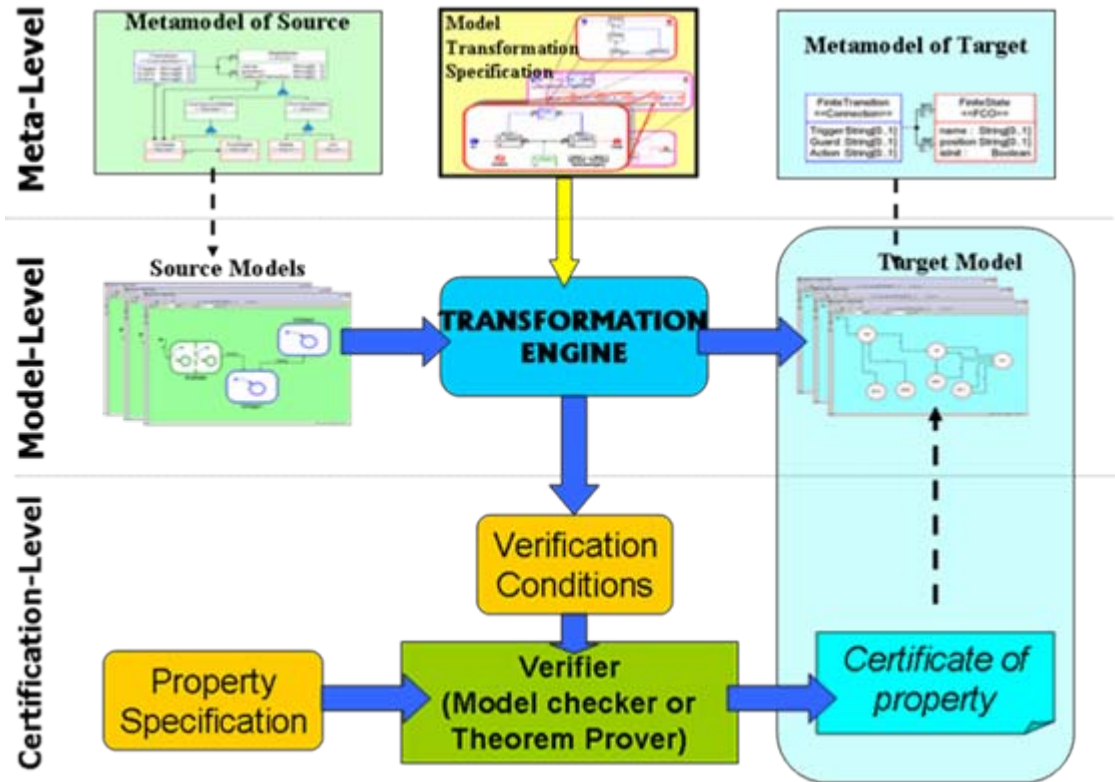 Meta-Level
Metamodel of Source
Model
Transformation
Specification
Metamodel of Target
FiniteTransition
<<Connection>>
Trigger String[0..1]
Guard String[0..1]
Action String[0..1]
FiniteState
<<FCO>>
name : String[0..1]
position String[0..1]
isInit : Boolean
Model-Level
Source Models
TRANSFORMATION
ENGINE
Target Model
Certification-Level
Verification
Conditions
Property
Specification
Verifier
(Model checker or
Theorem Prover)
Certificate of
property